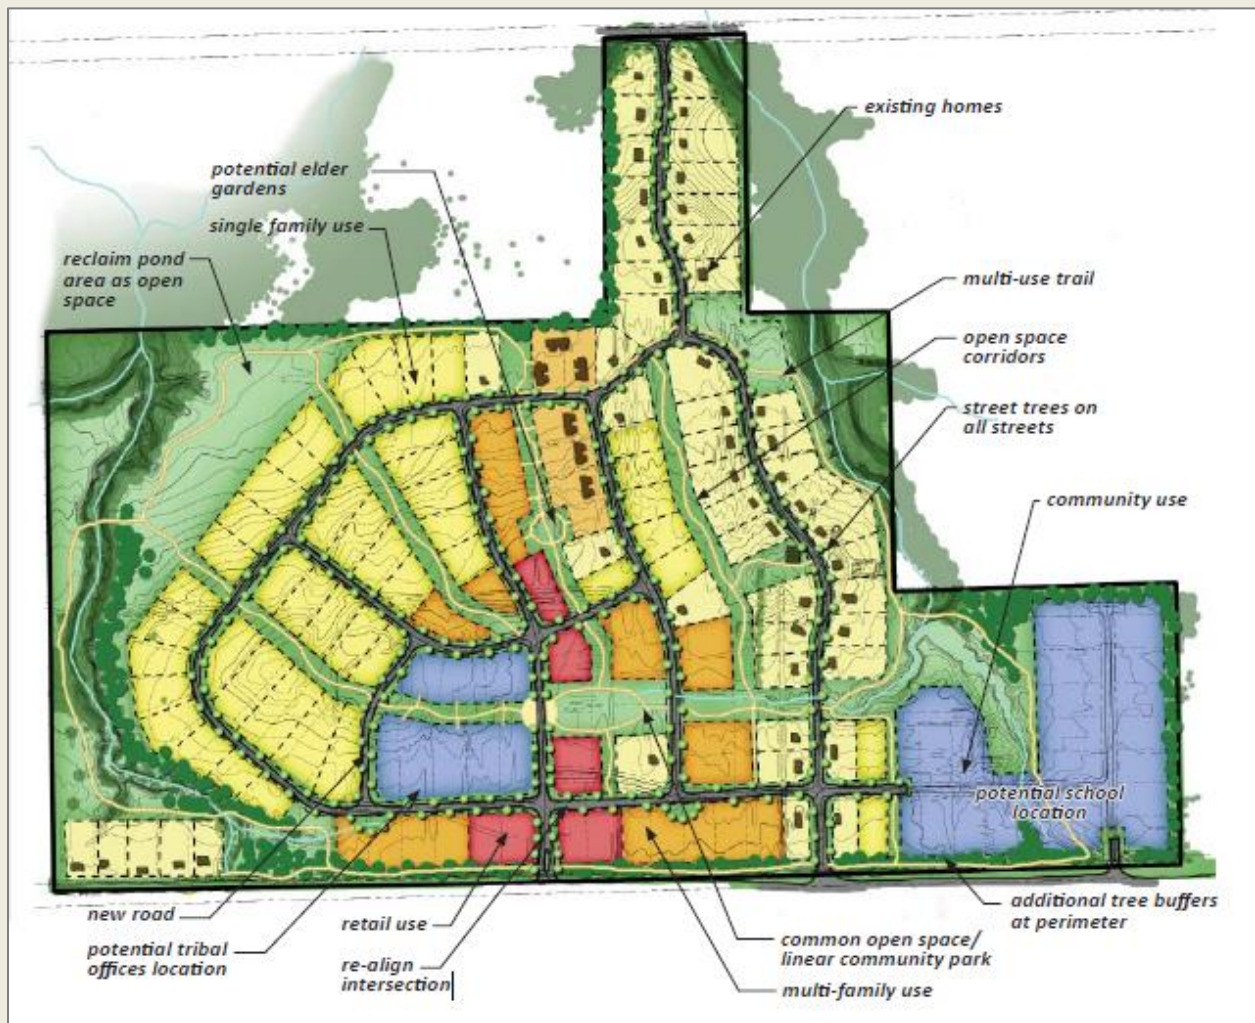 existing homes
potential elder
gardens
single family use
reclaim pond
area as open
space
multi-use trail
open space
corridors
street trees on
all streets
community use
potential school
location
new road
potential tribal
offices location
retail use
re-align
intersection
common open space/
linear community park
multi-family use
additional tree buffers
at perimeter